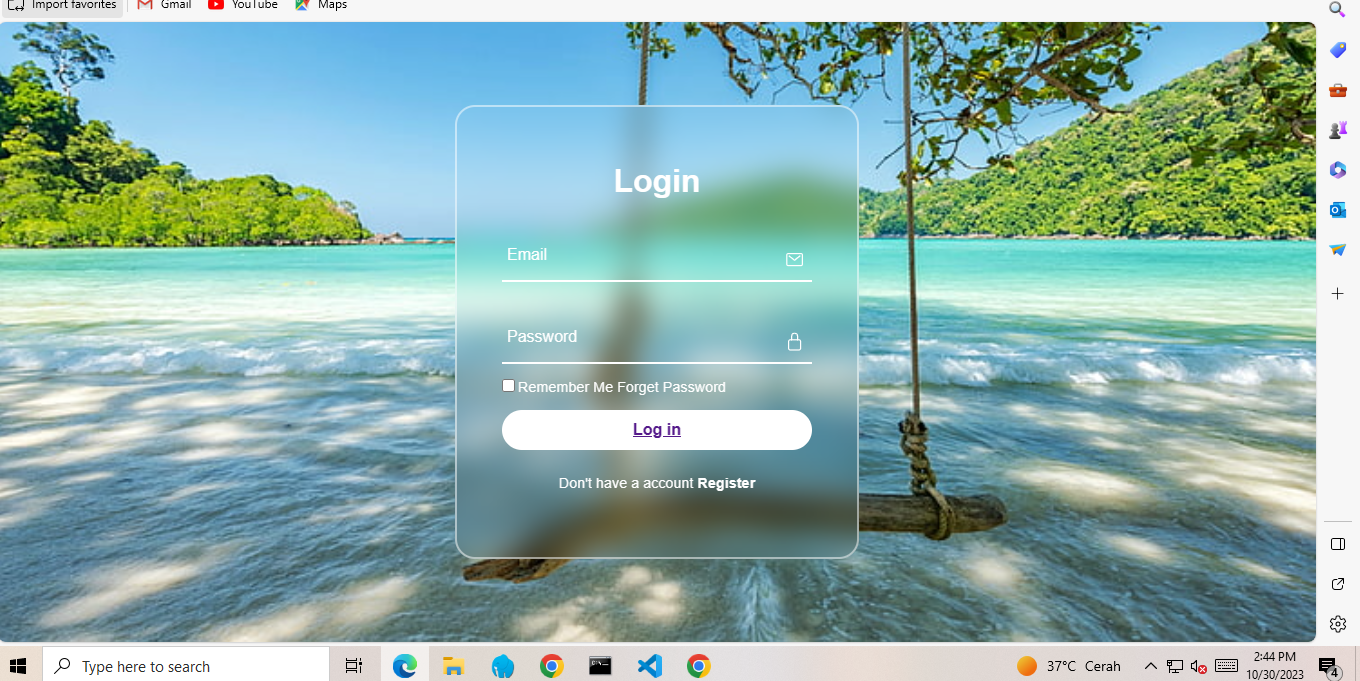 Import favorites Gmail YouTube Maps
Login
Email
Password
Remember Me Forget Password
Log in
Don't have a account Register
Type here to search
37°C Cerah
2:44 PM
10/30/2023
4